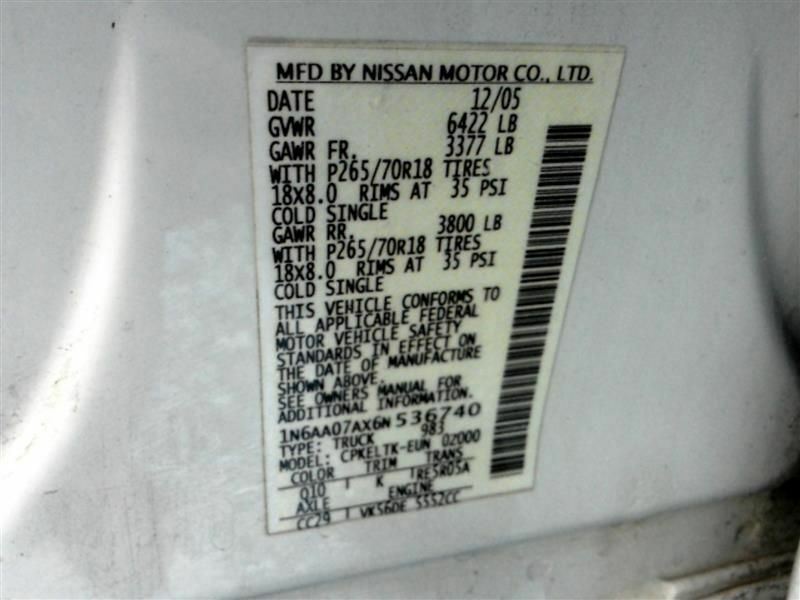 MFD BY NISSAN MOTOR CO., LTD.
DATE 12/05
GVWR 6422 LB
GAWR FR. 3377 LB
WITH P265/70R18 TIRES
18X8.0 RIMS AT 35 PSI
COLD SINGLE
GAWR RR. 3800 LB
WITH P265/70R18 TIRES
18X8.0 RIMS AT 35 PSI
COLD SINGLE
THIS VEHICLE CONFORMS TO
ALL APPLICABLE FEDERAL
MOTOR VEHICLE SAFETY
STANDARDS IN EFFECT ON
THE DATE OF MANUFACTURE
SHOWN ABOVE.
SEE OWNERS MANUAL FOR
ADDITIONAL INFORMATION.
1N6AA07AX6N 536740
TYPE: TRUCK 983
MODEL: CPKELTK-EUN 02000
COLOR TRIM TRANS
Q10 K TRE5R05A
AXLE ENGINE
CC29 VK56DE 5552CC